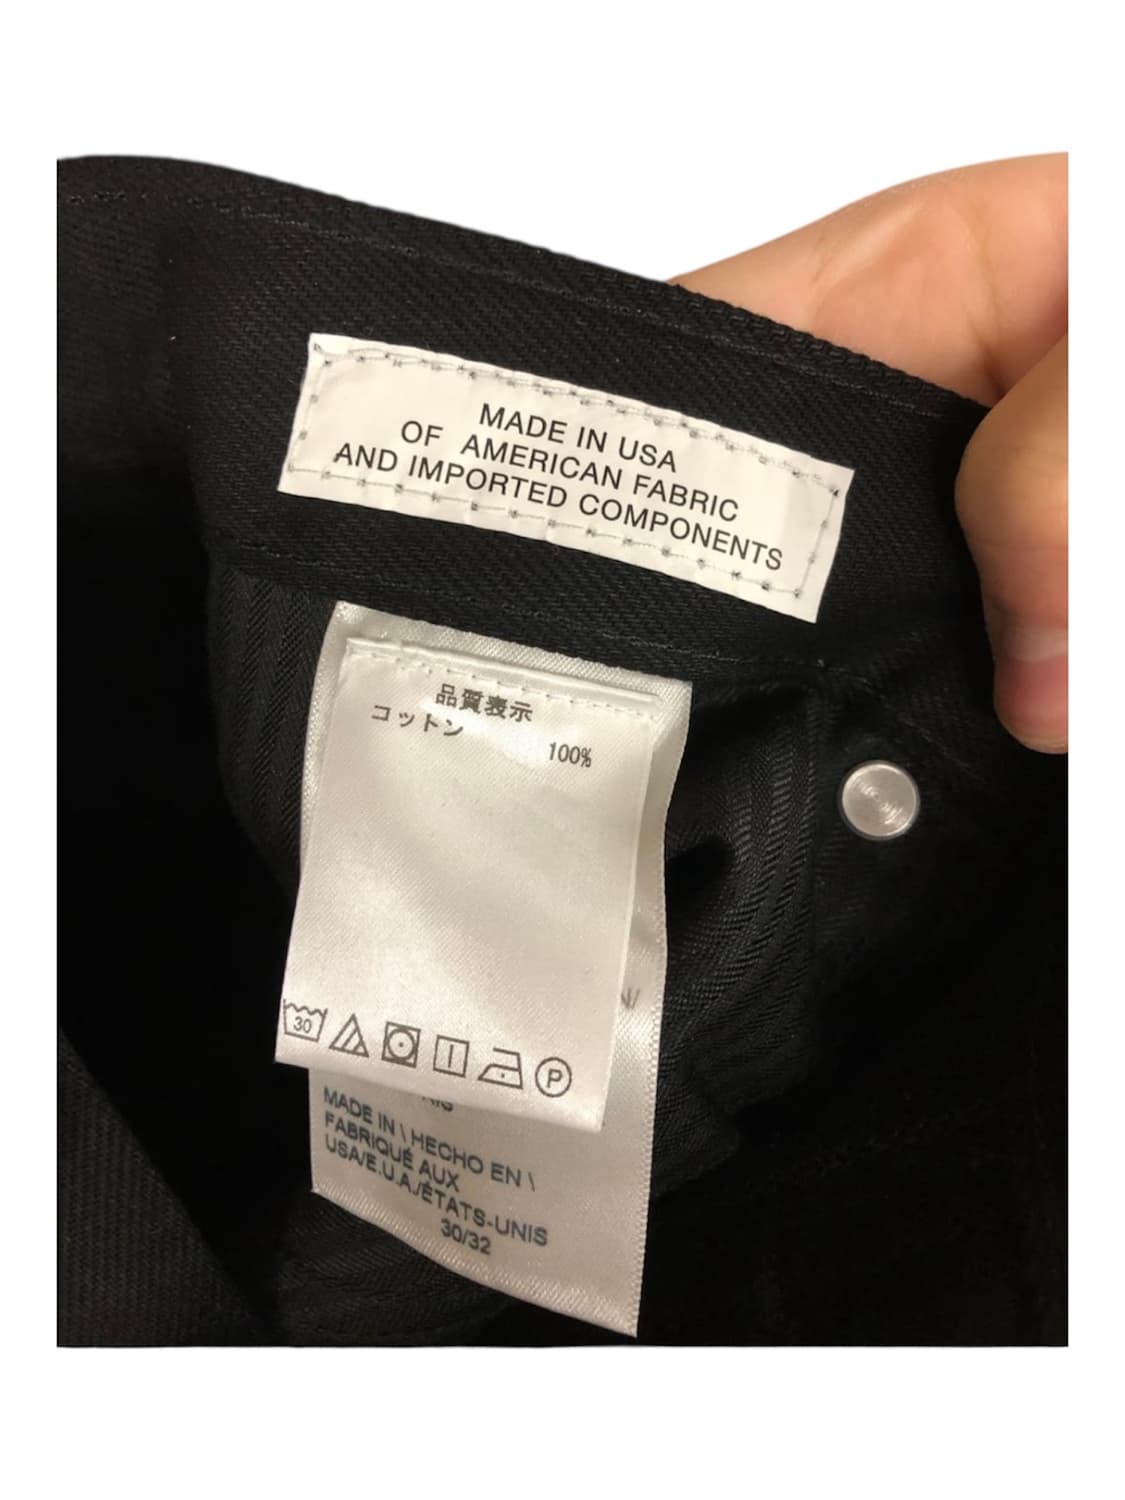 MADE IN USA
OF AMERICAN FABRIC
AND IMPORTED COMPONENTS
品質表示
コットン 100%
30
P
MADE IN \ HECHO EN \
FABRIQUÉ AUX
USA/E.U.A./ÉTATS-UNIS
30/32